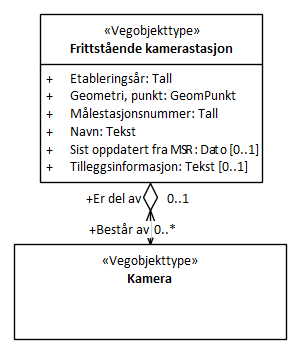 «Vegobjekttype»
Frittstående kamerastasjon
+ Etableringsår: Tall
+ Geometri, punkt: GeomPunkt
+ Målestasjonsnummer: Tall
+ Navn: Tekst
+ Sist oppdatert fra MSR: Dato [0..1]
+ Tilleggsinformasjon: Tekst [0..1]
+Er del av 0..1
+Består av 0..*
«Vegobjekttype»
Kamera